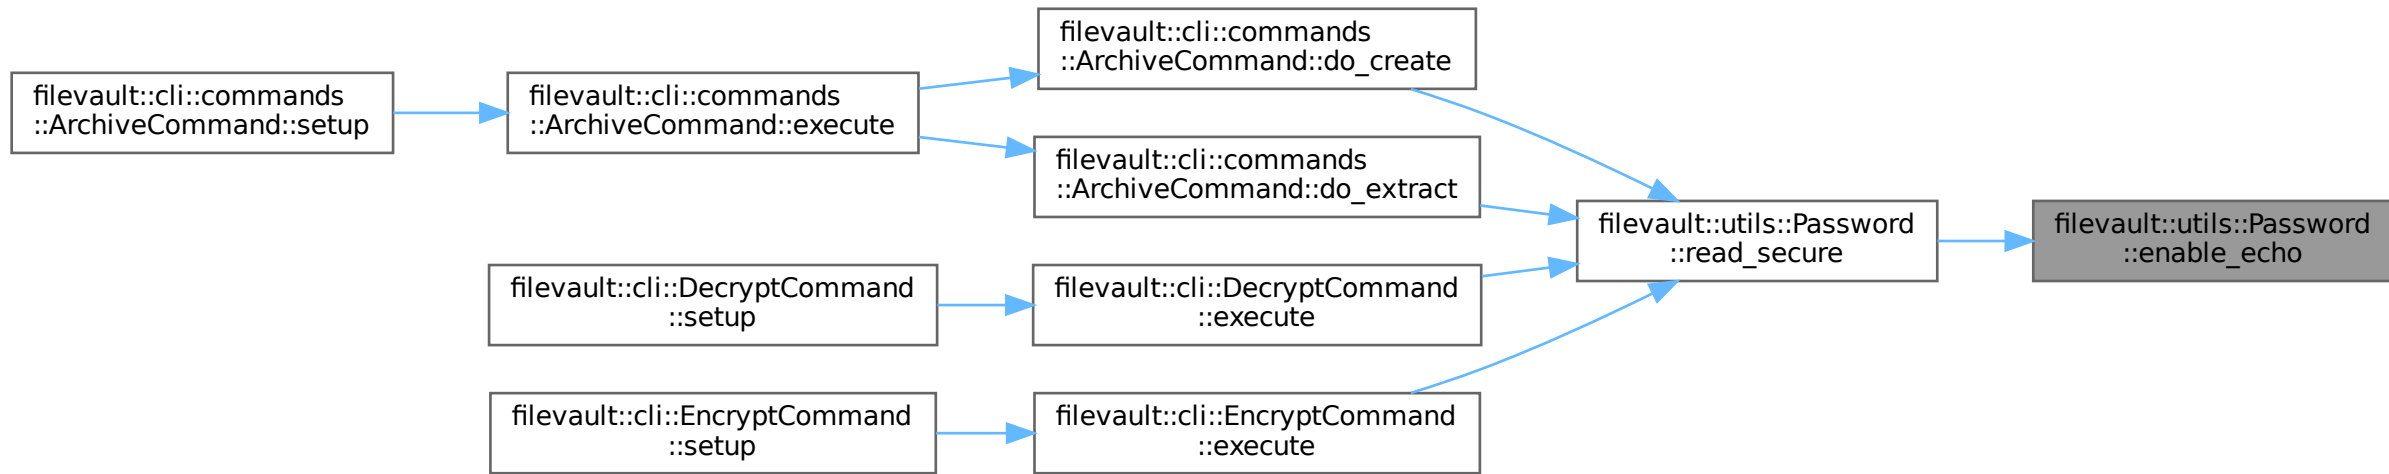 filevault::cli::commands
::ArchiveCommand::setup
filevault::cli::commands
::ArchiveCommand::execute
filevault::cli::commands
::ArchiveCommand::do_create
filevault::cli::commands
::ArchiveCommand::do_extract
filevault::cli::DecryptCommand
::setup
filevault::cli::DecryptCommand
::execute
filevault::cli::EncryptCommand
::setup
filevault::cli::EncryptCommand
::execute
filevault::utils::Password
::read_secure
filevault::utils::Password
::enable_echo